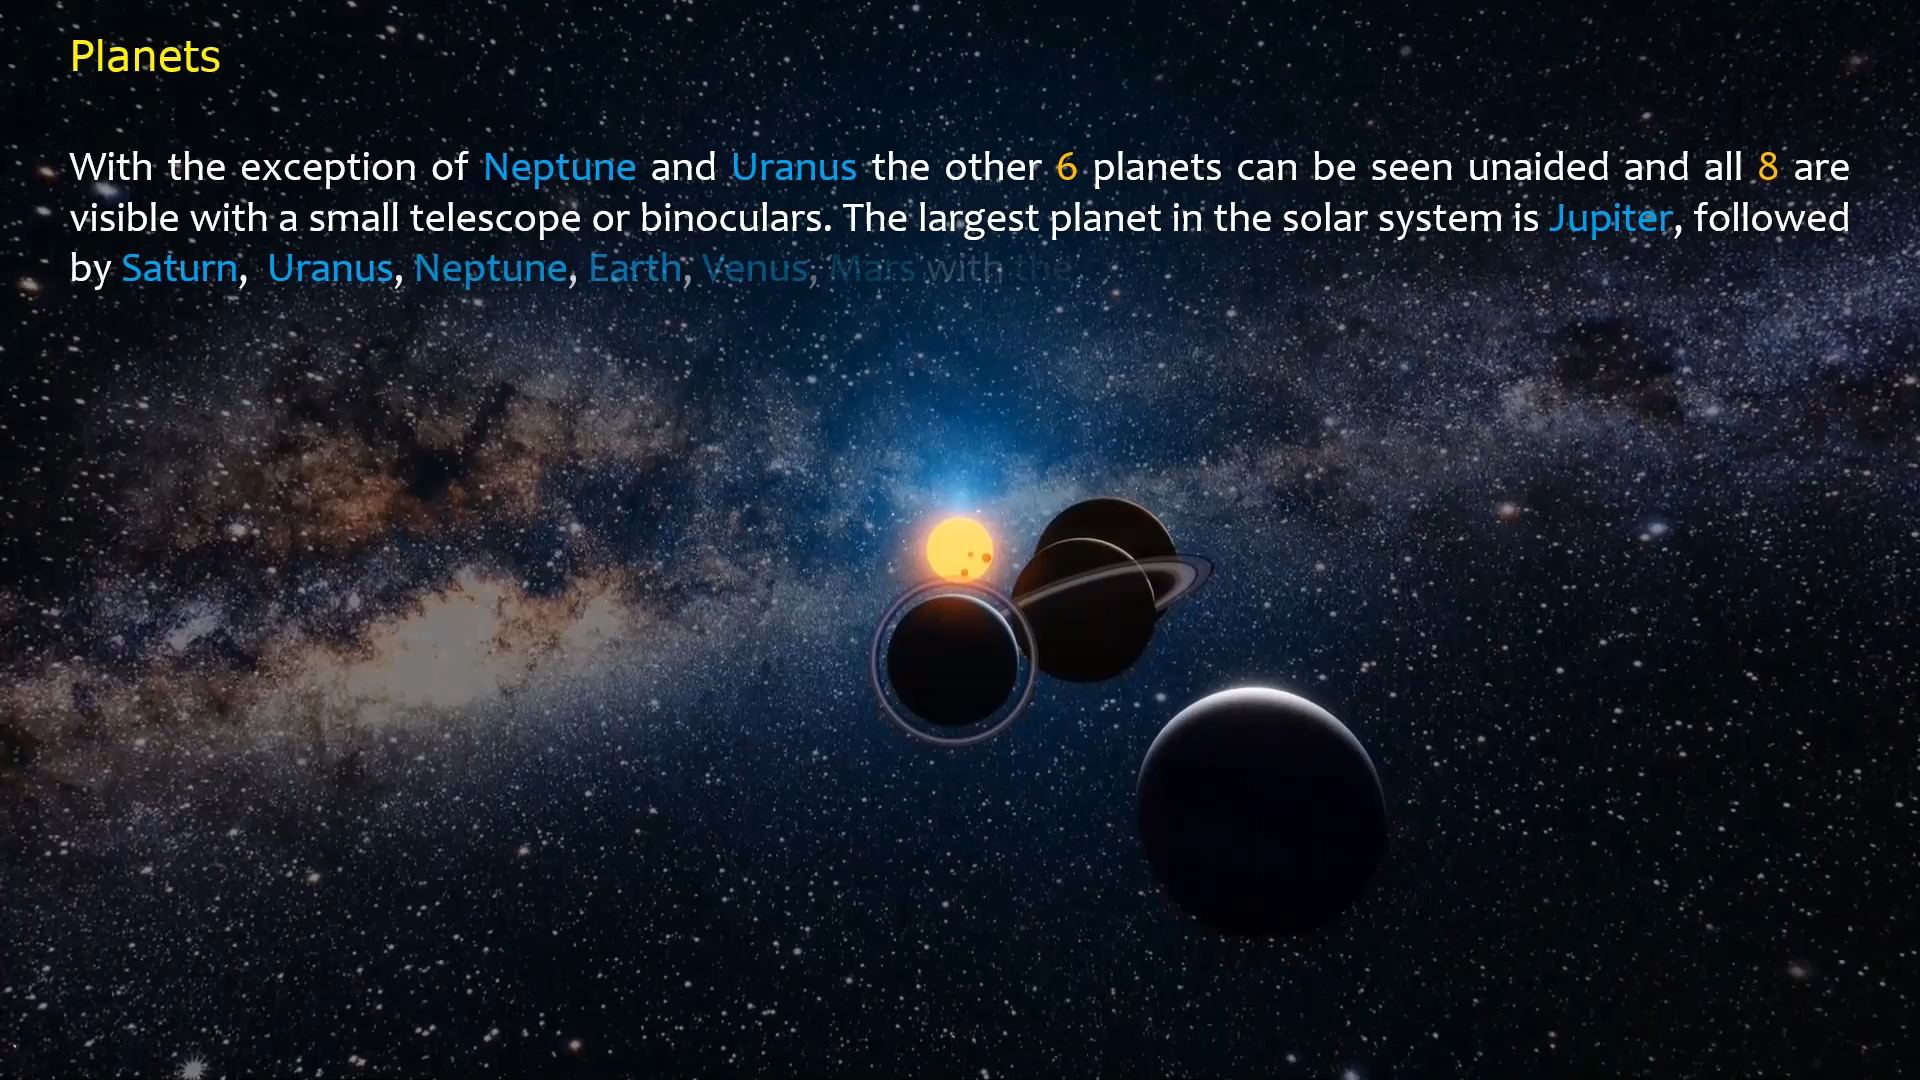 Planets
With the exception of Neptune and Uranus the other 6 planets can be seen unaided and all 8 are
visible with a small telescope or binoculars. The largest planet in the solar system is Jupiter, followed
by Saturn, Uranus, Neptune, Earth, Venus, Mars with the